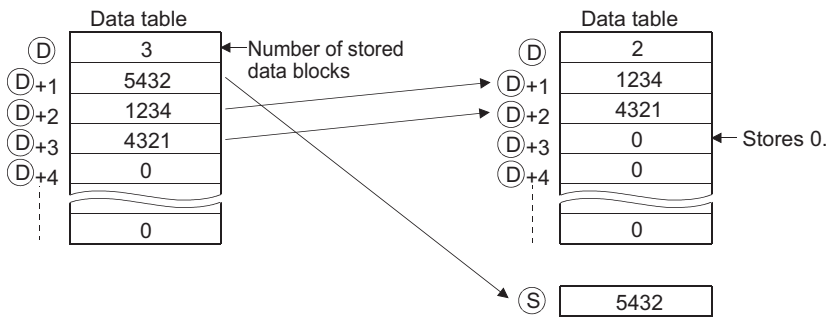 Data table
D 3
D+1 5432
D+2 1234
D+3 4321
D+4 0
0
Number of stored
data blocks
Data table
D 2
D+1 1234
D+2 4321
D+3 0
D+4 0
0
Stores 0.
S 5432